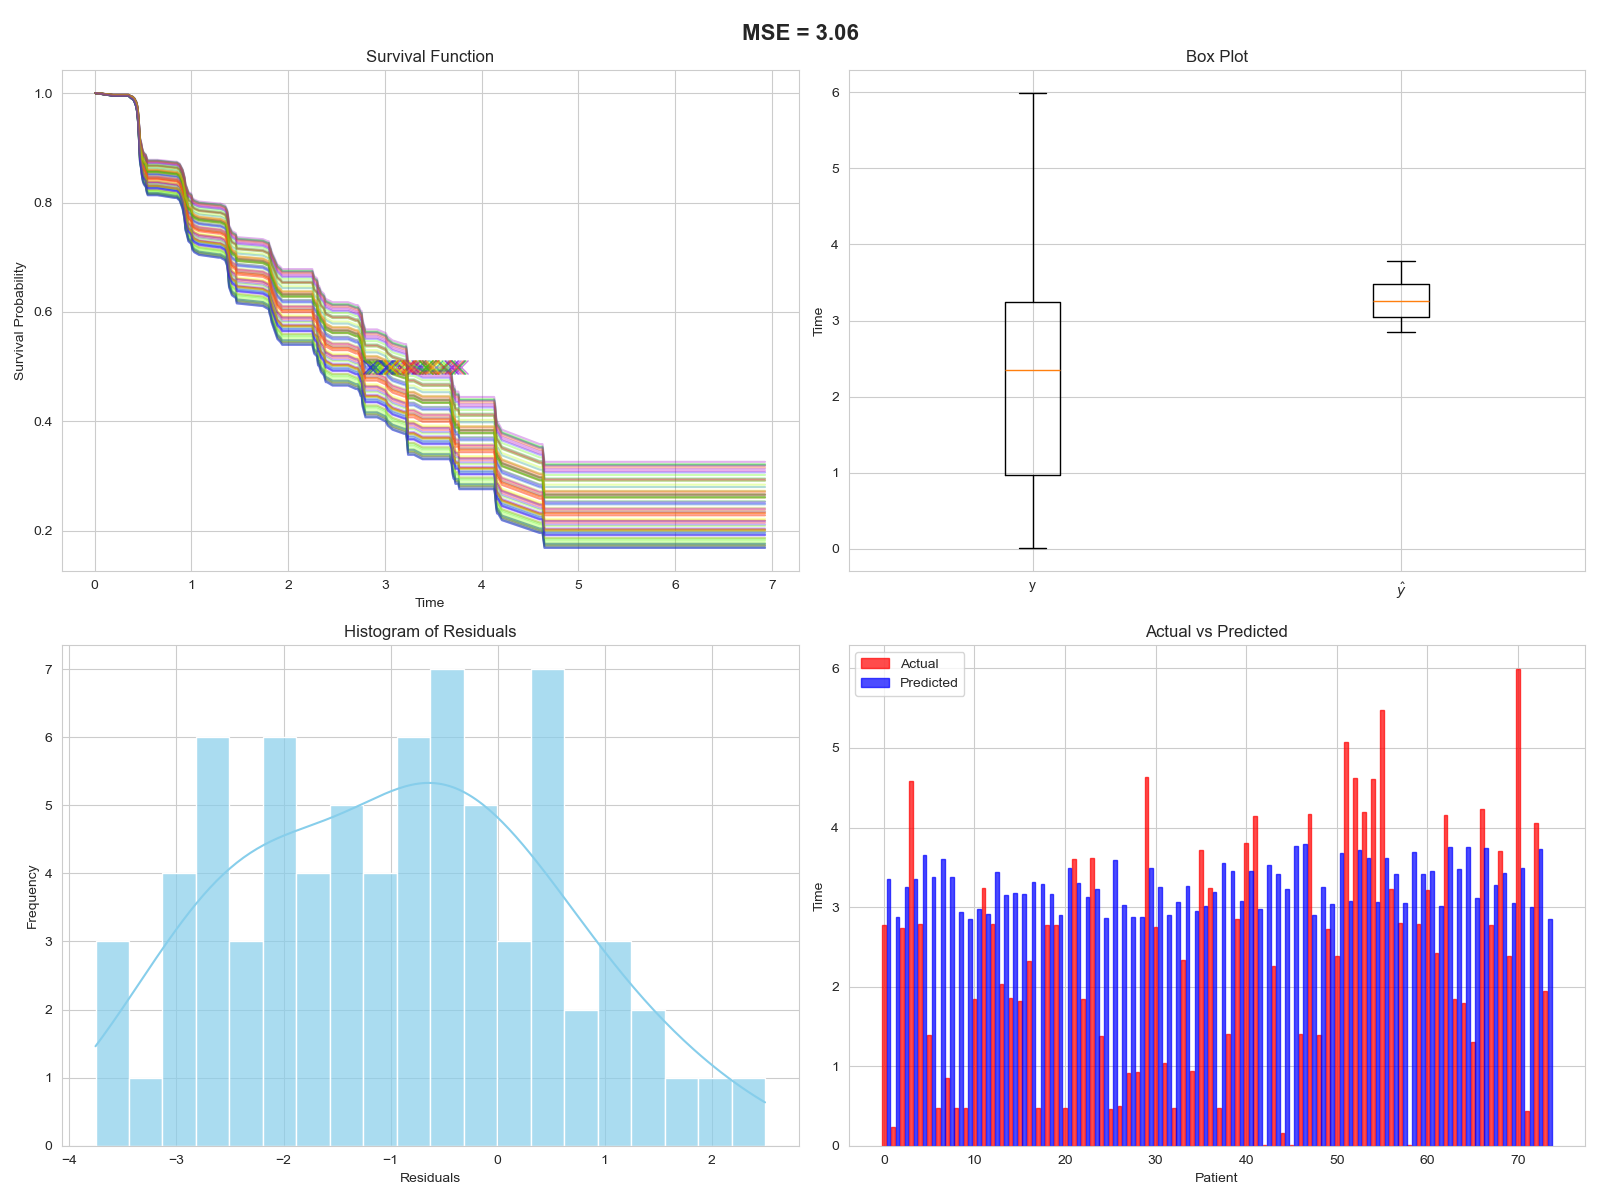 MSE = 3.06
Survival Function
Survival Probability
1.0
0.8
0.6
0.4
0.2
0 1 2 3 4 5 6 7
Time
Box Plot
Time
6
5
4
3
2
1
0
y ŷ
Histogram of Residuals
Frequency
7
6
5
4
3
2
1
0
−4 −3 −2 −1 0 1 2
Residuals
Actual vs Predicted
Actual
Predicted
Time
6
5
4
3
2
1
0
0 10 20 30 40 50 60 70
Patient